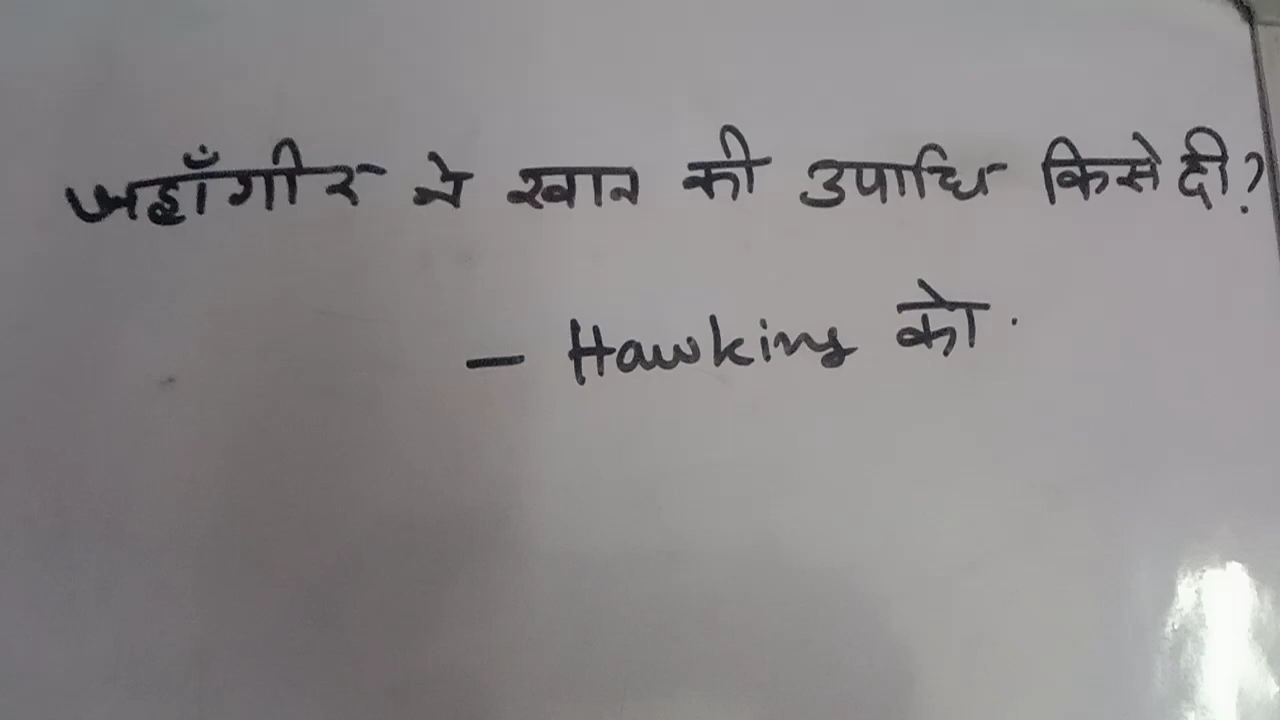 जहाँगीर ने खान की उपाधि किसे दी?
– Hawking को.